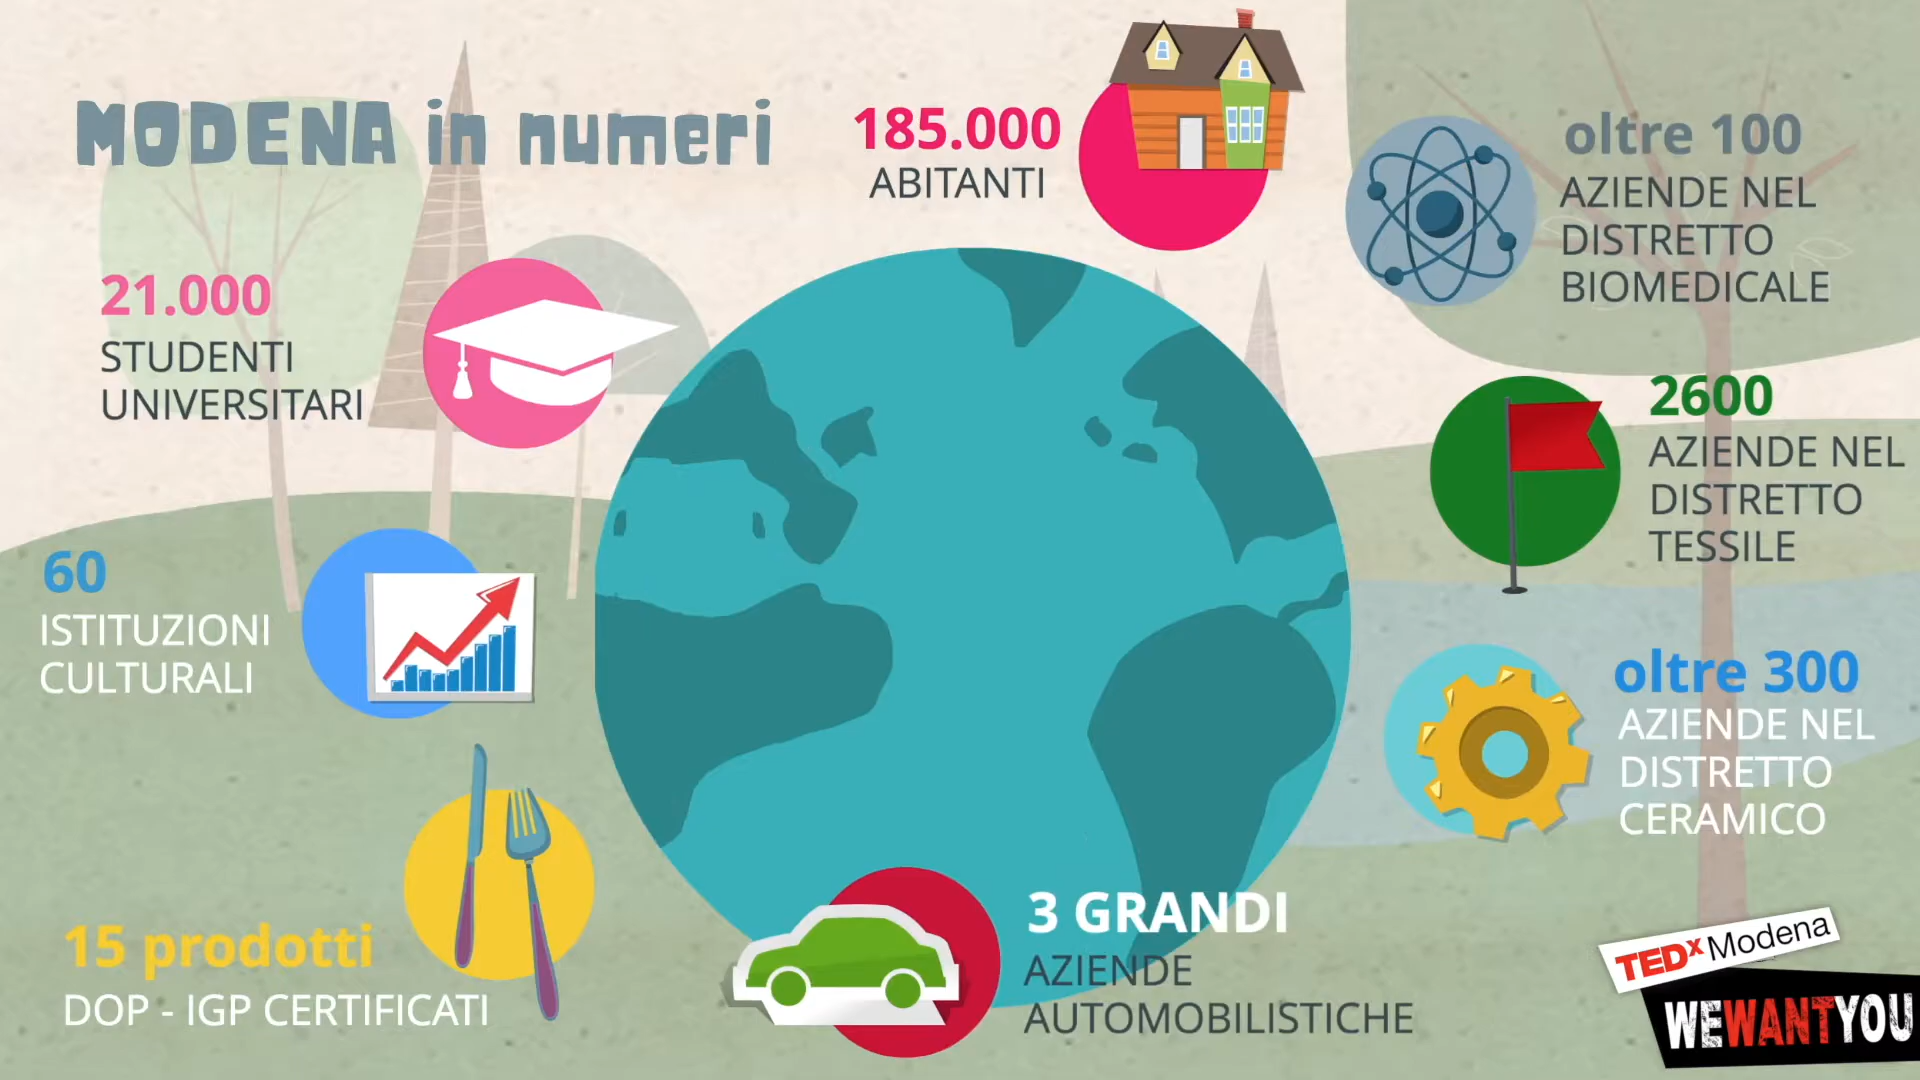 MODENA in numeri
185.000
ABITANTI
oltre 100
AZIENDE NEL
DISTRETTO
BIOMEDICALE
21.000
STUDENTI
UNIVERSITARI
2600
AZIENDE NEL
DISTRETTO
TESSILE
60
ISTITUZIONI
CULTURALI
oltre 300
AZIENDE NEL
DISTRETTO
CERAMICO
15 prodotti
DOP - IGP CERTIFICATI
3 GRANDI
AZIENDE
AUTOMOBILISTICHE
TEDx Modena
WEWANTYOU